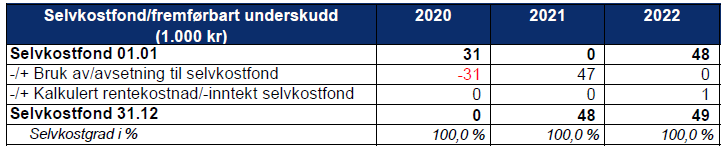 Selvkostfond/fremførbart underskudd (1.000 kr) 2020 2021 2022
Selvkostfond 01.01 31 0 48
-/+ Bruk av/avsetning til selvkostfond -31 47 0
-/+ Kalkulert rentekostnad/-inntekt selvkostfond 0 0 1
Selvkostfond 31.12 0 48 49
Selvkostgrad i % 100,0 % 100,0 % 100,0 %